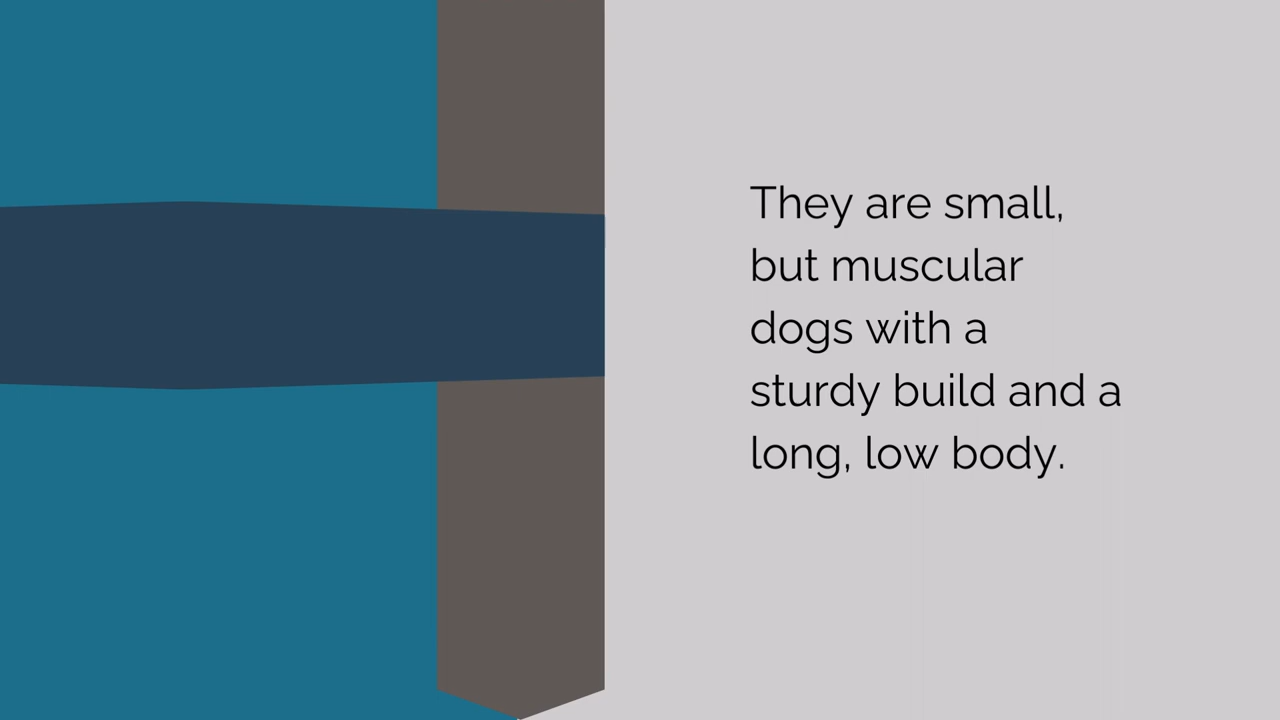 They are small,
but muscular
dogs with a
sturdy build and a
long, low body.